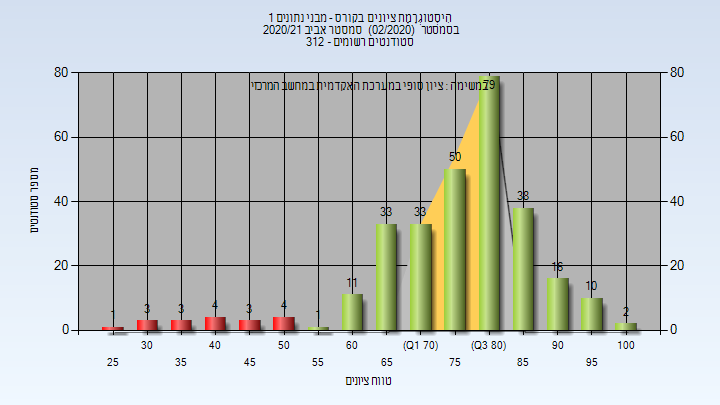 היסטוגרמת ציונים בקורס - מבני נתונים 1
בסמסטר (02/2020) סמסטר אביב 2020/21
סטודנטים רשומים - 312
במשימה : ציון סופי במערכת האקדמית במחשב המרכזי
מספר סטודנטים
80 80
60 60
40 40
20 20
0 0
1 3 3 4 3 4 1 11 33 33 50 79 38 16 10 2
30 40 50 60 (Q1 70) (Q3 80) 90 100
25 35 45 55 65 75 85 95
טווח ציונים